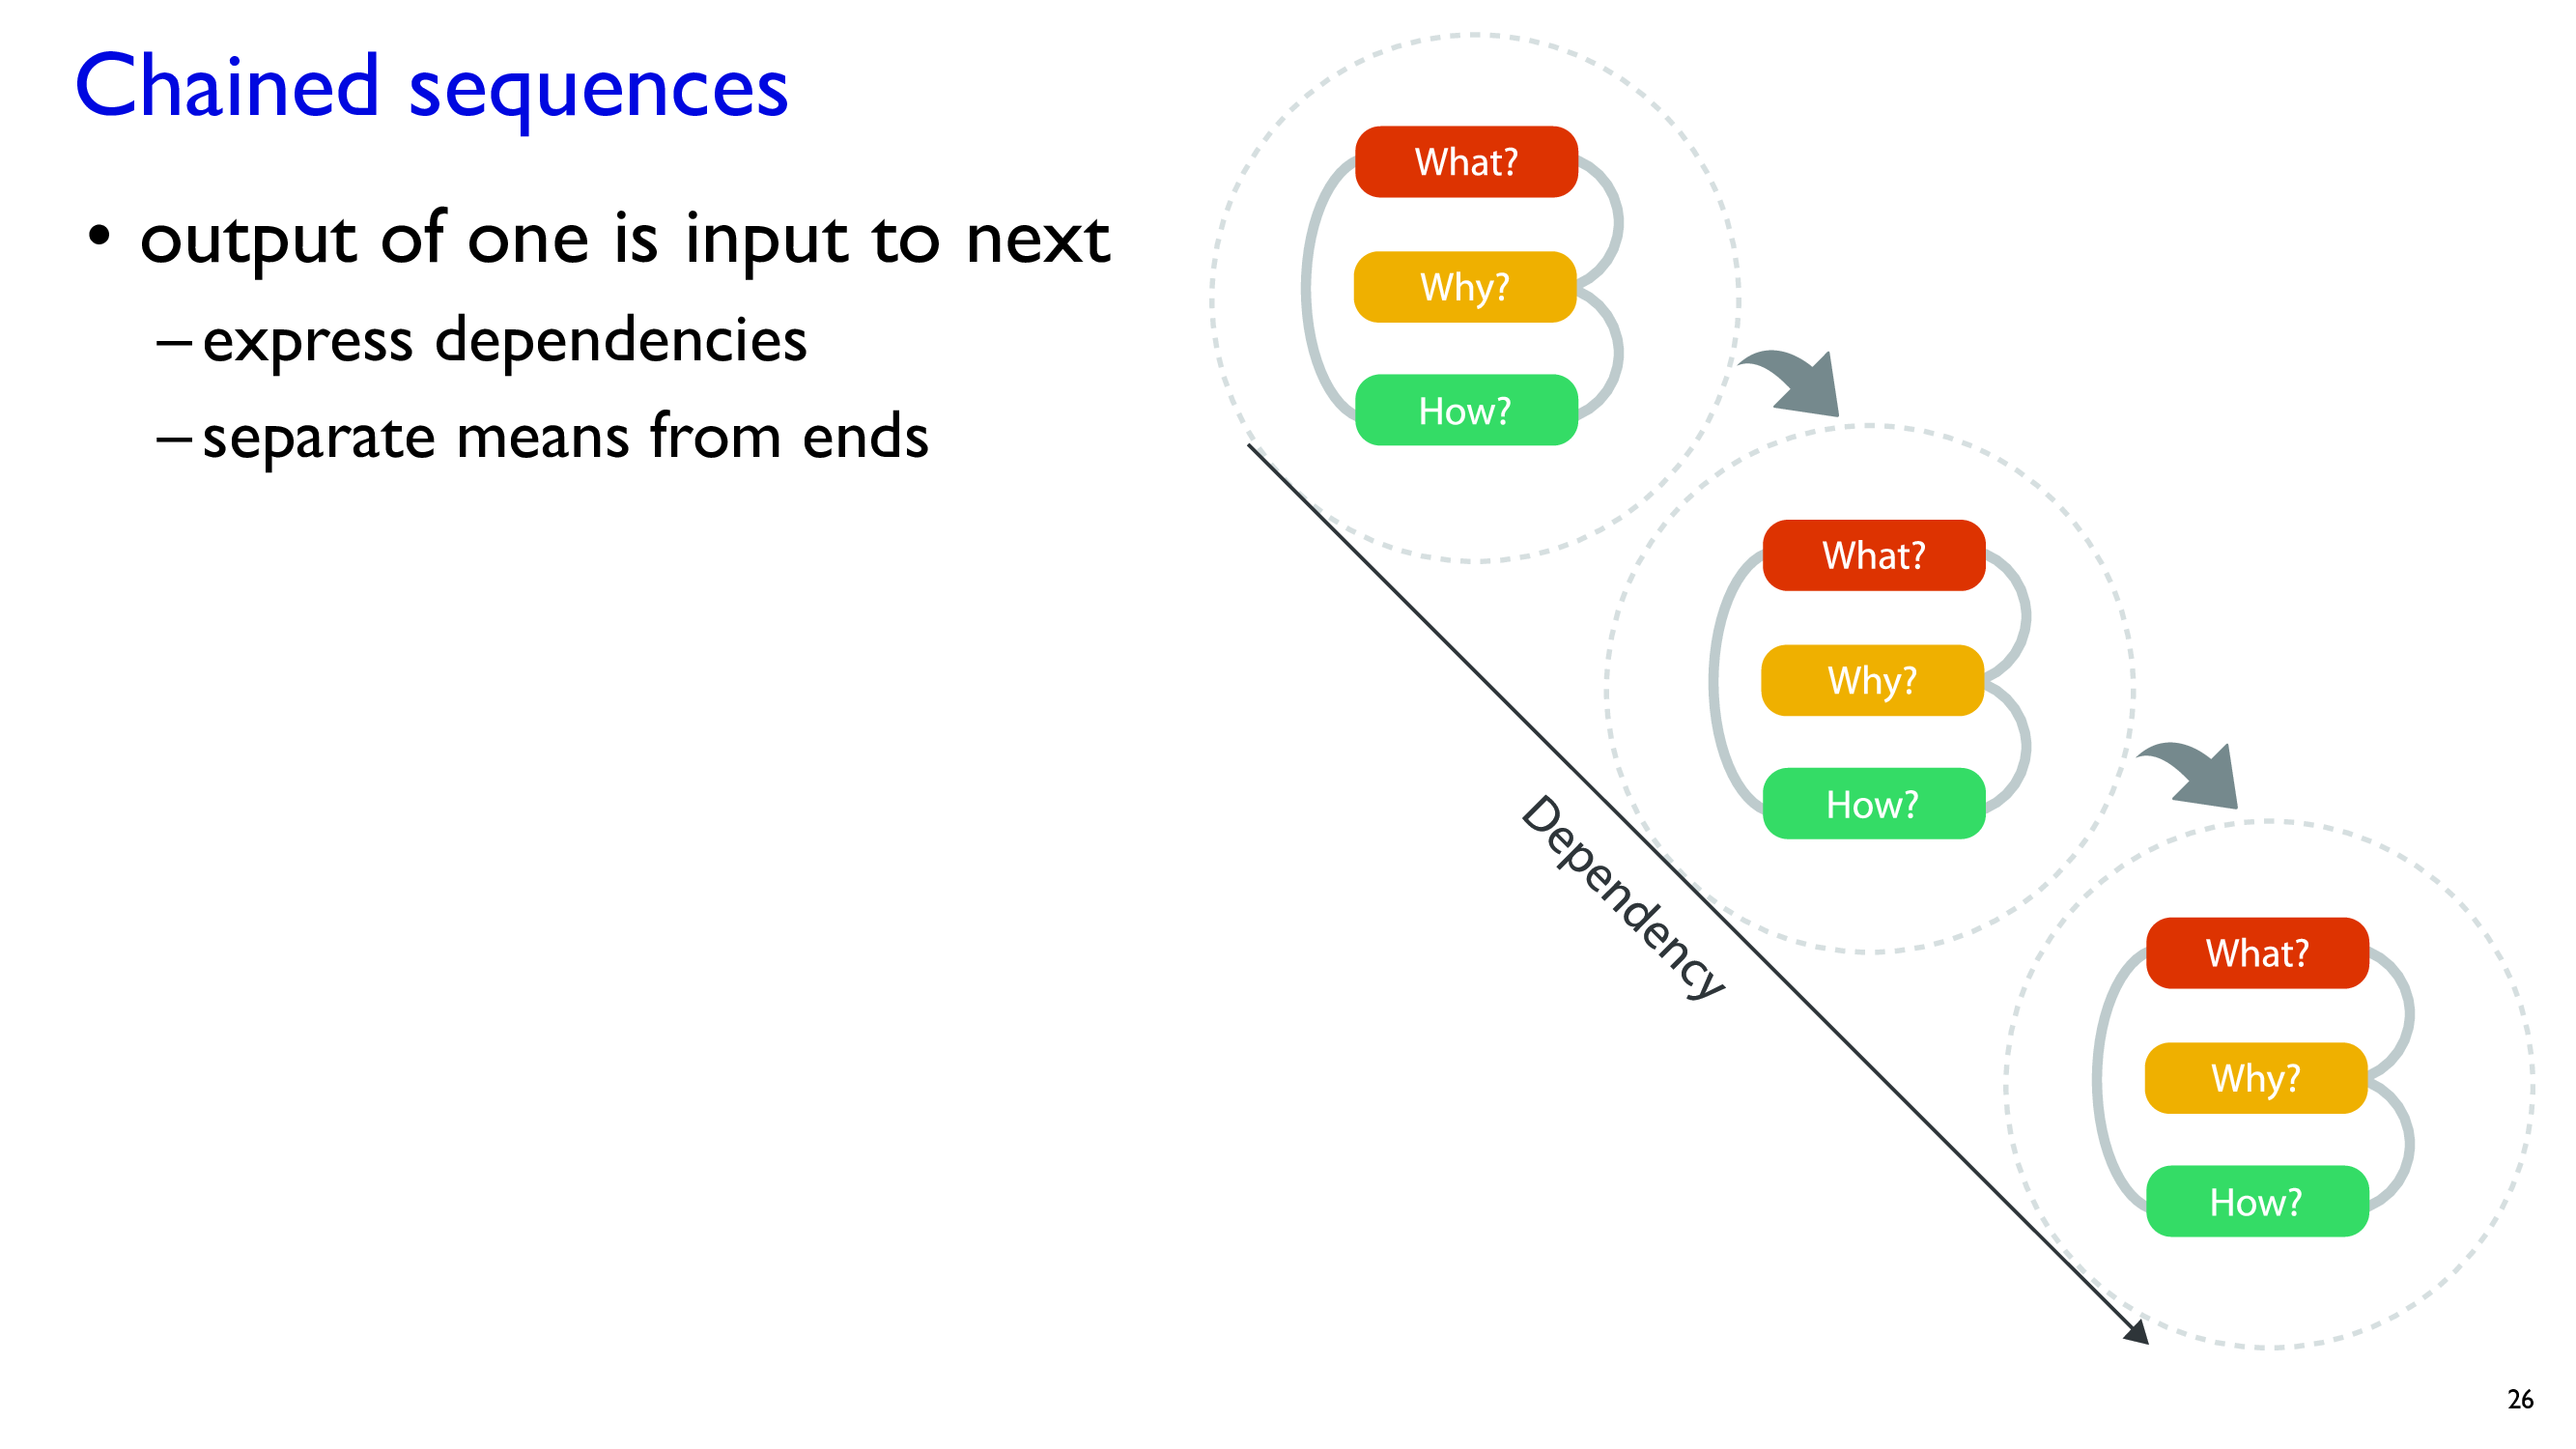 Chained sequences
• output of one is input to next
– express dependencies
– separate means from ends
What?
Why?
How?
What?
Why?
How?
Dependency
What?
Why?
How?
26